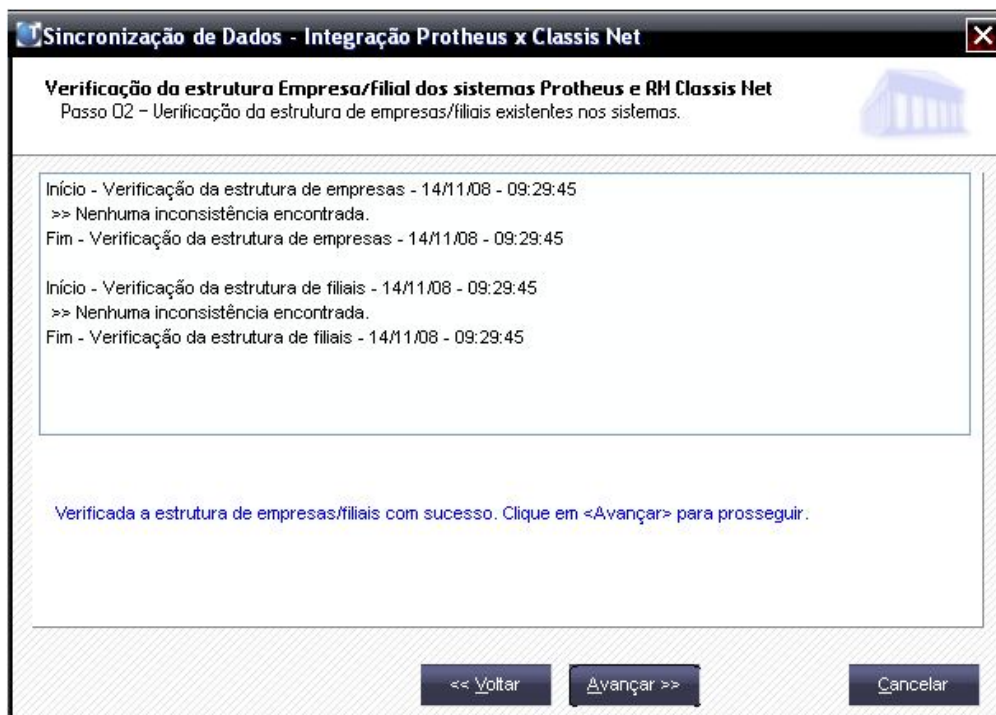 Sincronização de Dados - Integração Protheus x Classis Net
Verificação da estrutura Empresa/filial dos sistemas Protheus e RM Classis Net
Passo 02 – Verificação da estrutura de empresas/filiais existentes nos sistemas.
Início - Verificação da estrutura de empresas - 14/11/08 - 09:29:45
>> Nenhuma inconsistência encontrada.
Fim - Verificação da estrutura de empresas - 14/11/08 - 09:29:45
Início - Verificação da estrutura de filiais - 14/11/08 - 09:29:45
>> Nenhuma inconsistência encontrada.
Fim - Verificação da estrutura de filiais - 14/11/08 - 09:29:45
Verificada a estrutura de empresas/filiais com sucesso. Clique em <Avançar> para prosseguir.
<< Voltar
Avançar >>
Cancelar